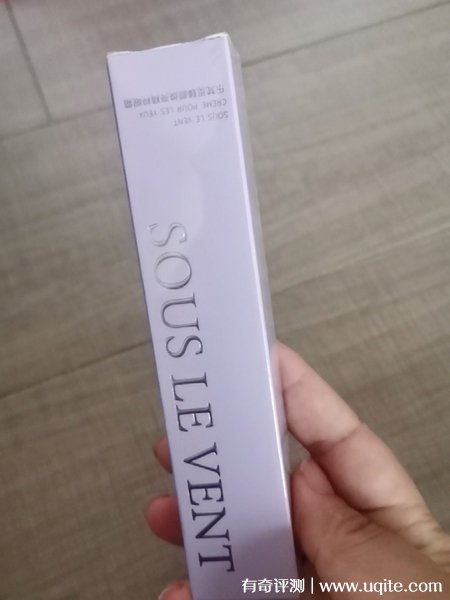 SOUS LE VENT
CREME POUR LES YEUX
SOUS LE VENT
有奇评测 | www.uqite.com